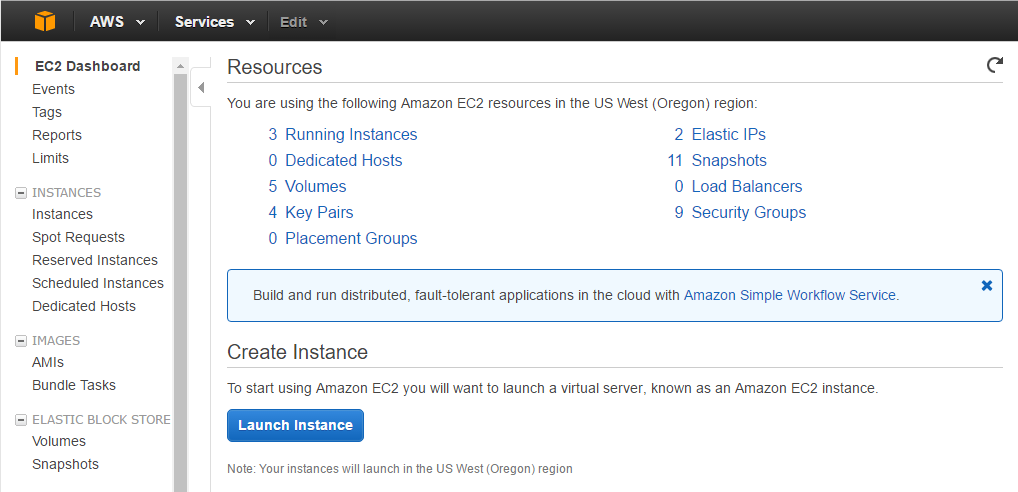 AWS Services Edit
EC2 Dashboard
Events
Tags
Reports
Limits
INSTANCES
Instances
Spot Requests
Reserved Instances
Scheduled Instances
Dedicated Hosts
IMAGES
AMIs
Bundle Tasks
ELASTIC BLOCK STORE
Volumes
Snapshots
Resources
You are using the following Amazon EC2 resources in the US West (Oregon) region:
3 Running Instances
0 Dedicated Hosts
5 Volumes
4 Key Pairs
0 Placement Groups
2 Elastic IPs
11 Snapshots
0 Load Balancers
9 Security Groups
Build and run distributed, fault-tolerant applications in the cloud with Amazon Simple Workflow Service.
Create Instance
To start using Amazon EC2 you will want to launch a virtual server, known as an Amazon EC2 instance.
Launch Instance
Note: Your instances will launch in the US West (Oregon) region